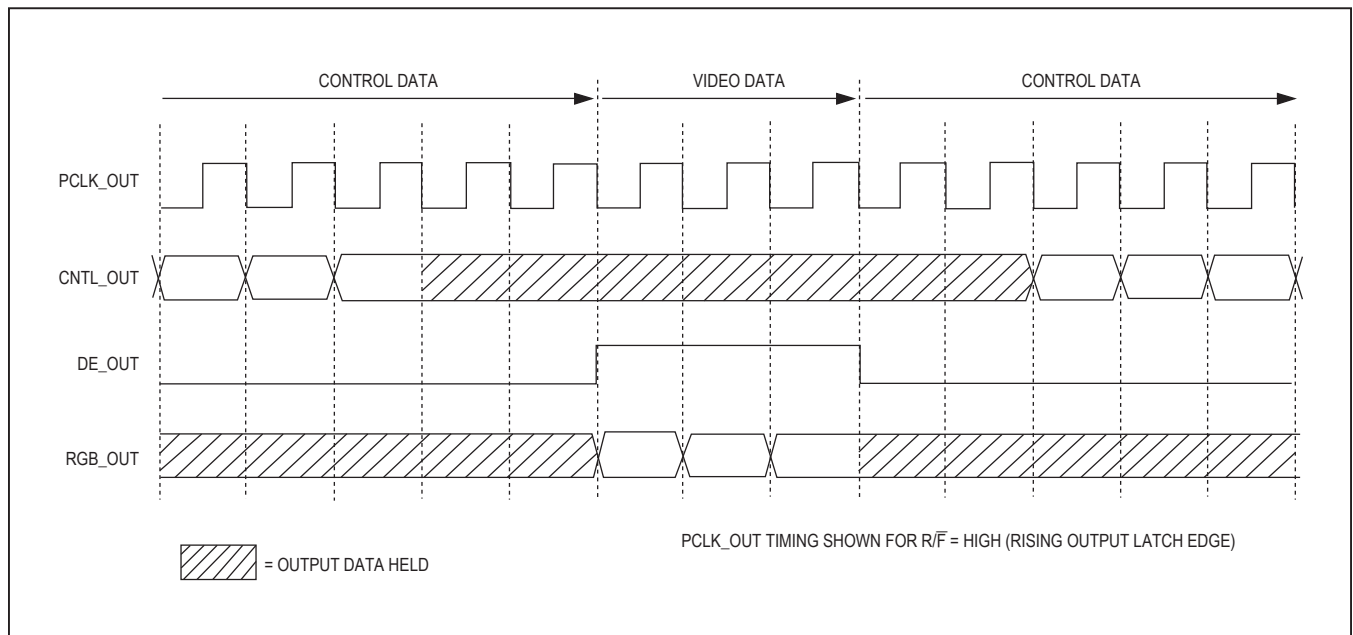 CONTROL DATA
VIDEO DATA
CONTROL DATA
PCLK_OUT
CNTL_OUT
DE_OUT
RGB_OUT
PCLK_OUT TIMING SHOWN FOR R/F̅ = HIGH (RISING OUTPUT LATCH EDGE)
= OUTPUT DATA HELD